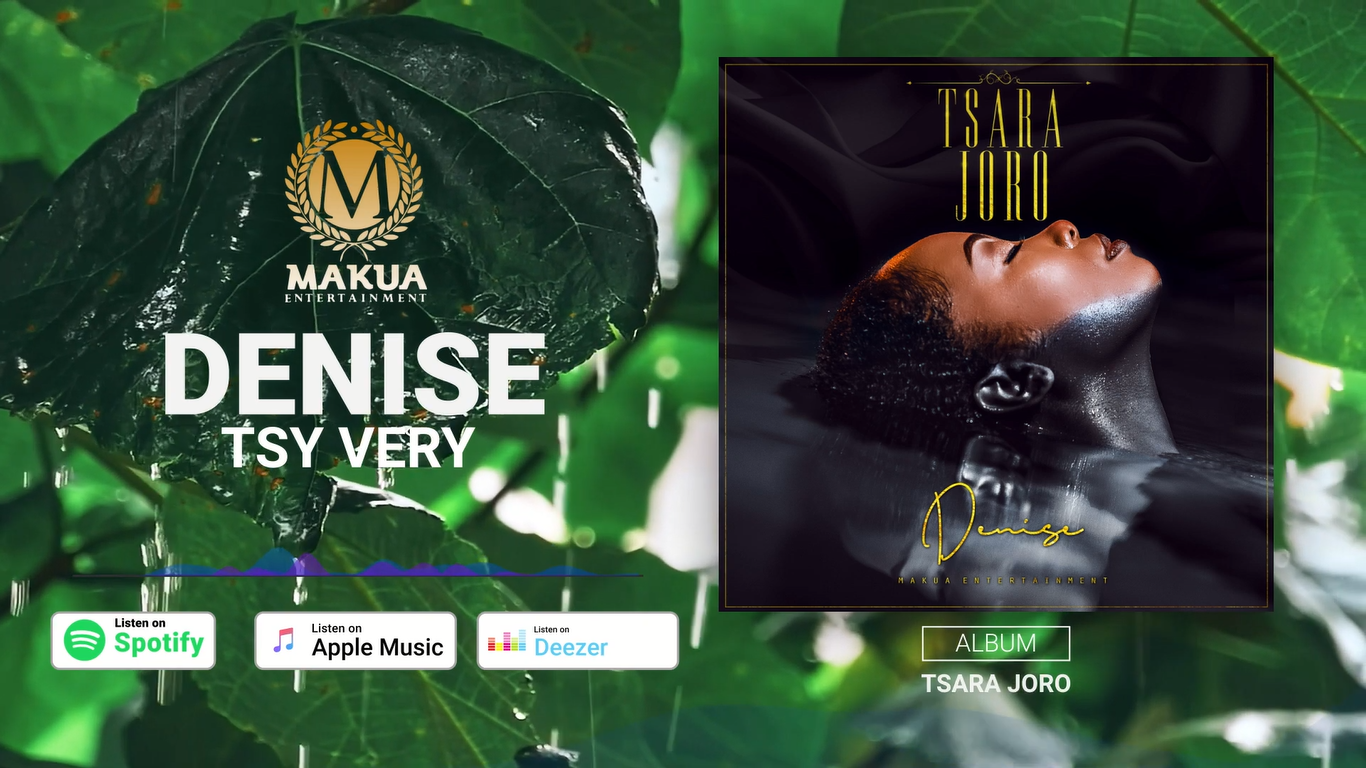 M
MAKUA
ENTERTAINMENT
DENISE
TSY VERY
Listen on
Spotify
Listen on
Apple Music
Listen on
Deezer
TSARA
JORO
Denise
MAKUA ENTERTAINMENT
ALBUM
TSARA JORO